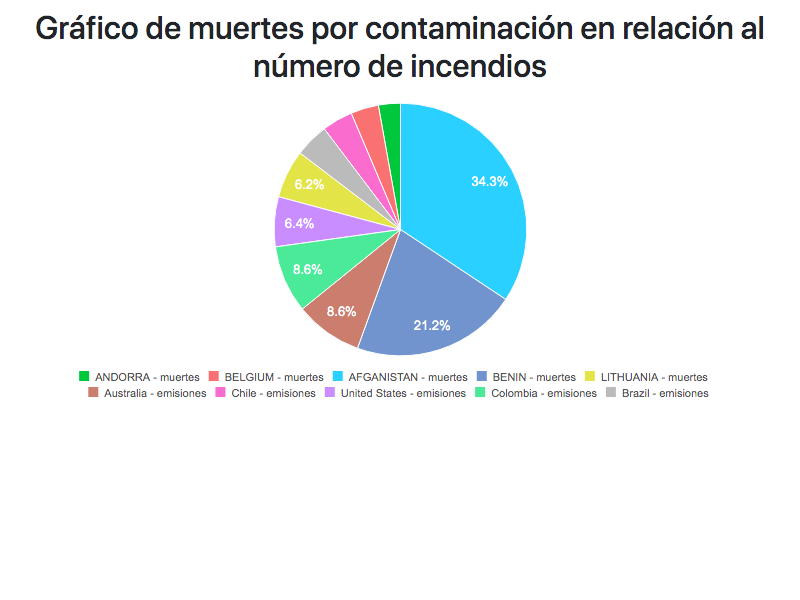 Gráfico de muertes por contaminación en relación al
número de incendios
34.3%
6.2%
6.4%
8.6%
8.6%
21.2%
ANDORRA - muertes BELGIUM - muertes AFGANISTAN - muertes BENIN - muertes LITHUANIA - muertes
Australia - emisiones Chile - emisiones United States - emisiones Colombia - emisiones Brazil - emisiones